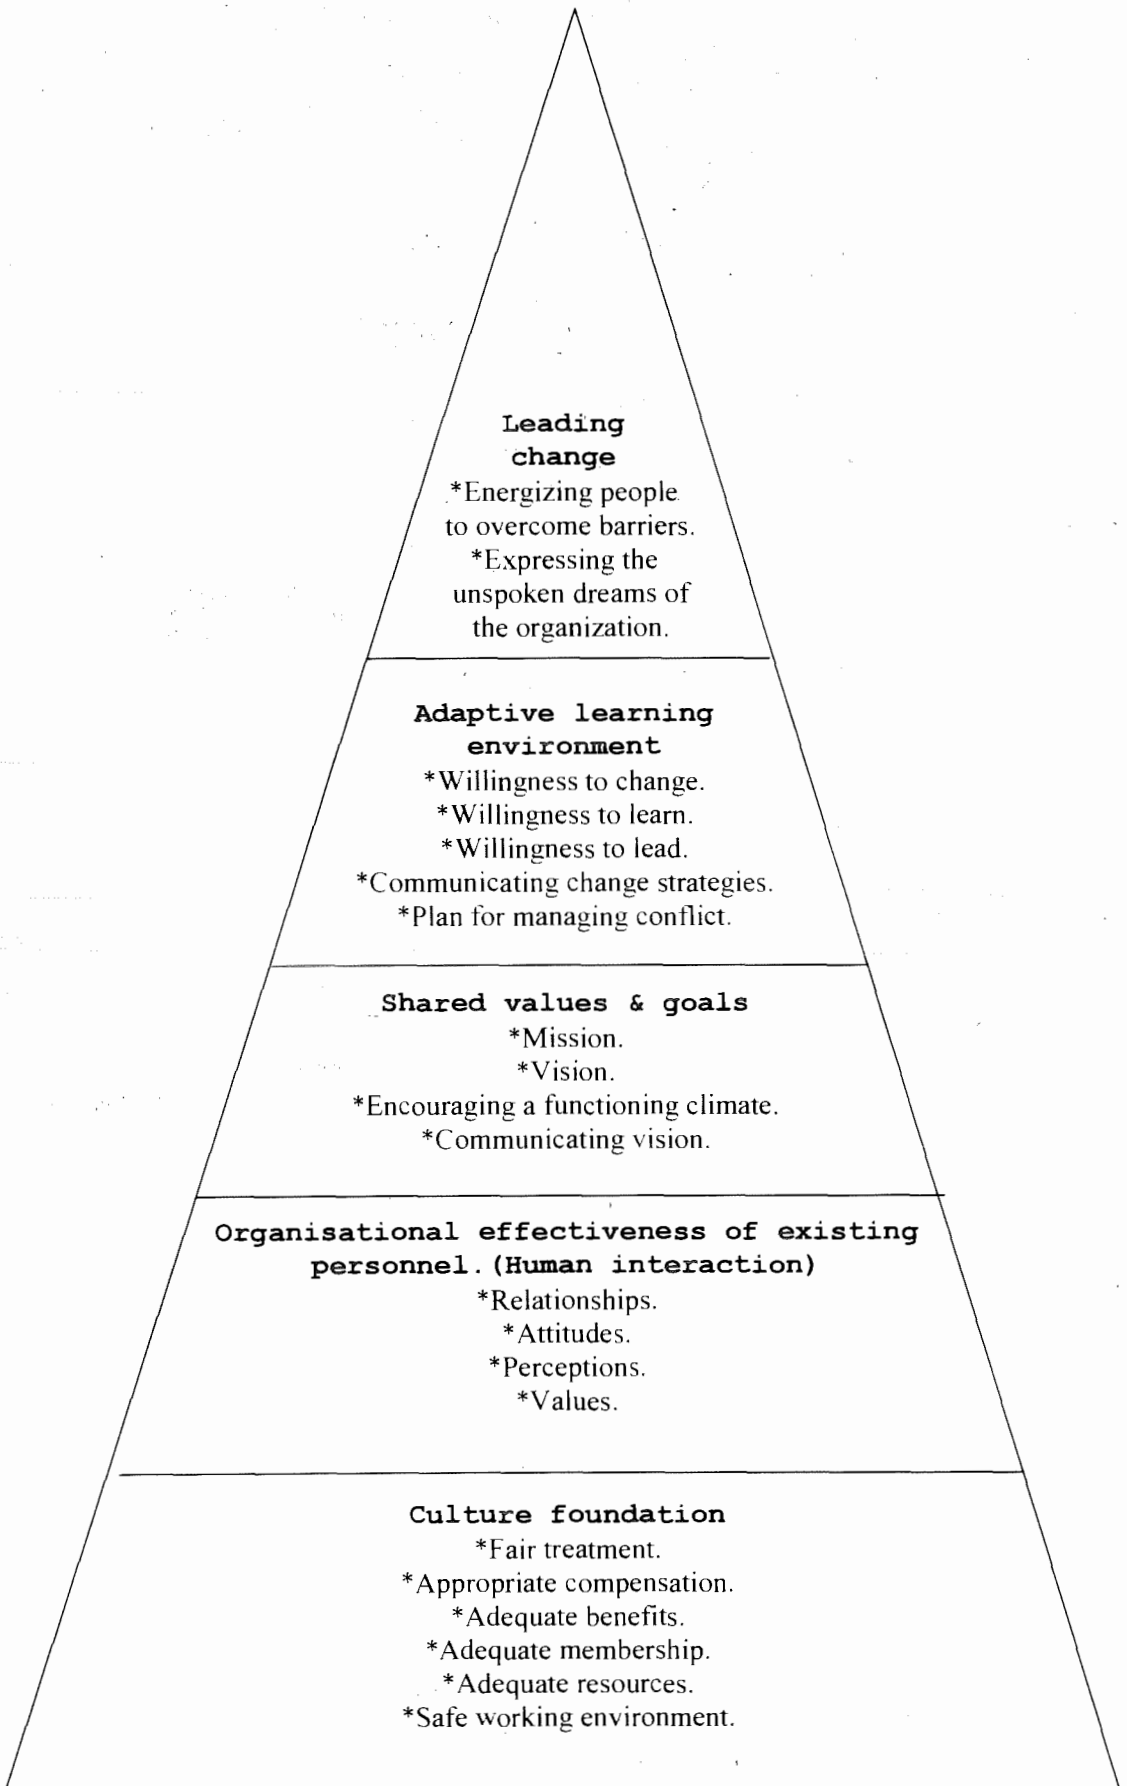 Leading
change
*Energizing people
to overcome barriers.
*Expressing the
unspoken dreams of
the organization.
Adaptive learning
environment
*Willingness to change.
*Willingness to learn.
*Willingness to lead.
*Communicating change strategies.
*Plan for managing conflict.
Shared values & goals
*Mission.
*Vision.
*Encouraging a functioning climate.
*Communicating vision.
Organisational effectiveness of existing
personnel.(Human interaction)
*Relationships.
*Attitudes.
*Perceptions.
*Values.
Culture foundation
*Fair treatment.
*Appropriate compensation.
*Adequate benefits.
*Adequate membership.
*Adequate resources.
*Safe working environment.